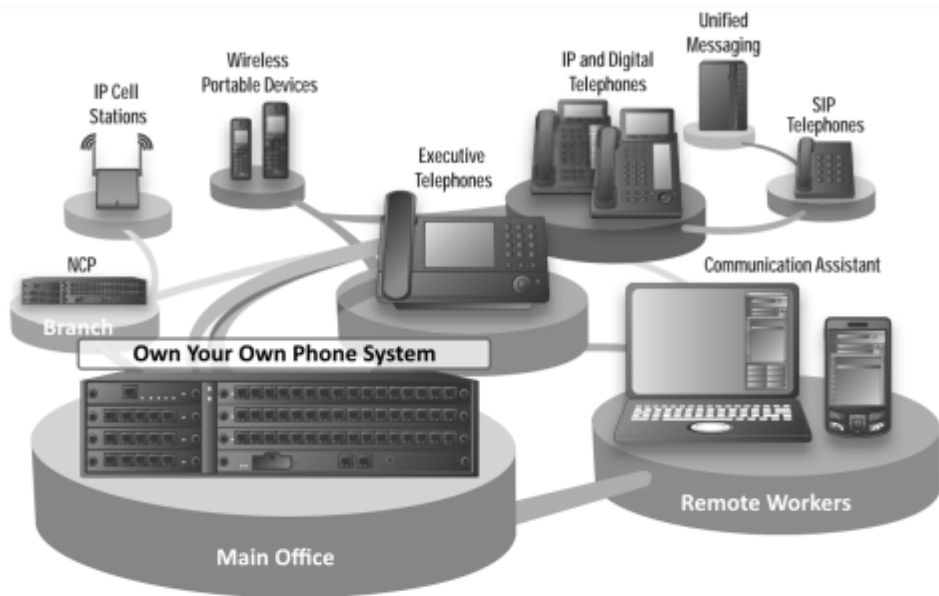 Unified
Messaging
Wireless
Portable Devices
IP and Digital
Telephones
IP Cell
Stations
SIP
Telephones
Executive
Telephones
NCP
Communication Assistant
Branch
Own Your Own Phone System
Remote Workers
Main Office